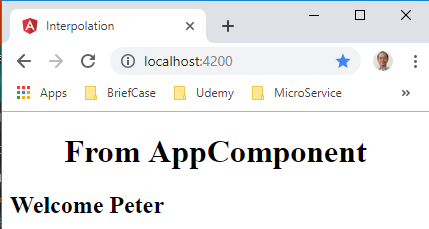 Interpolation
localhost:4200
Apps BriefCase Udemy MicroService »
From AppComponent
Welcome Peter